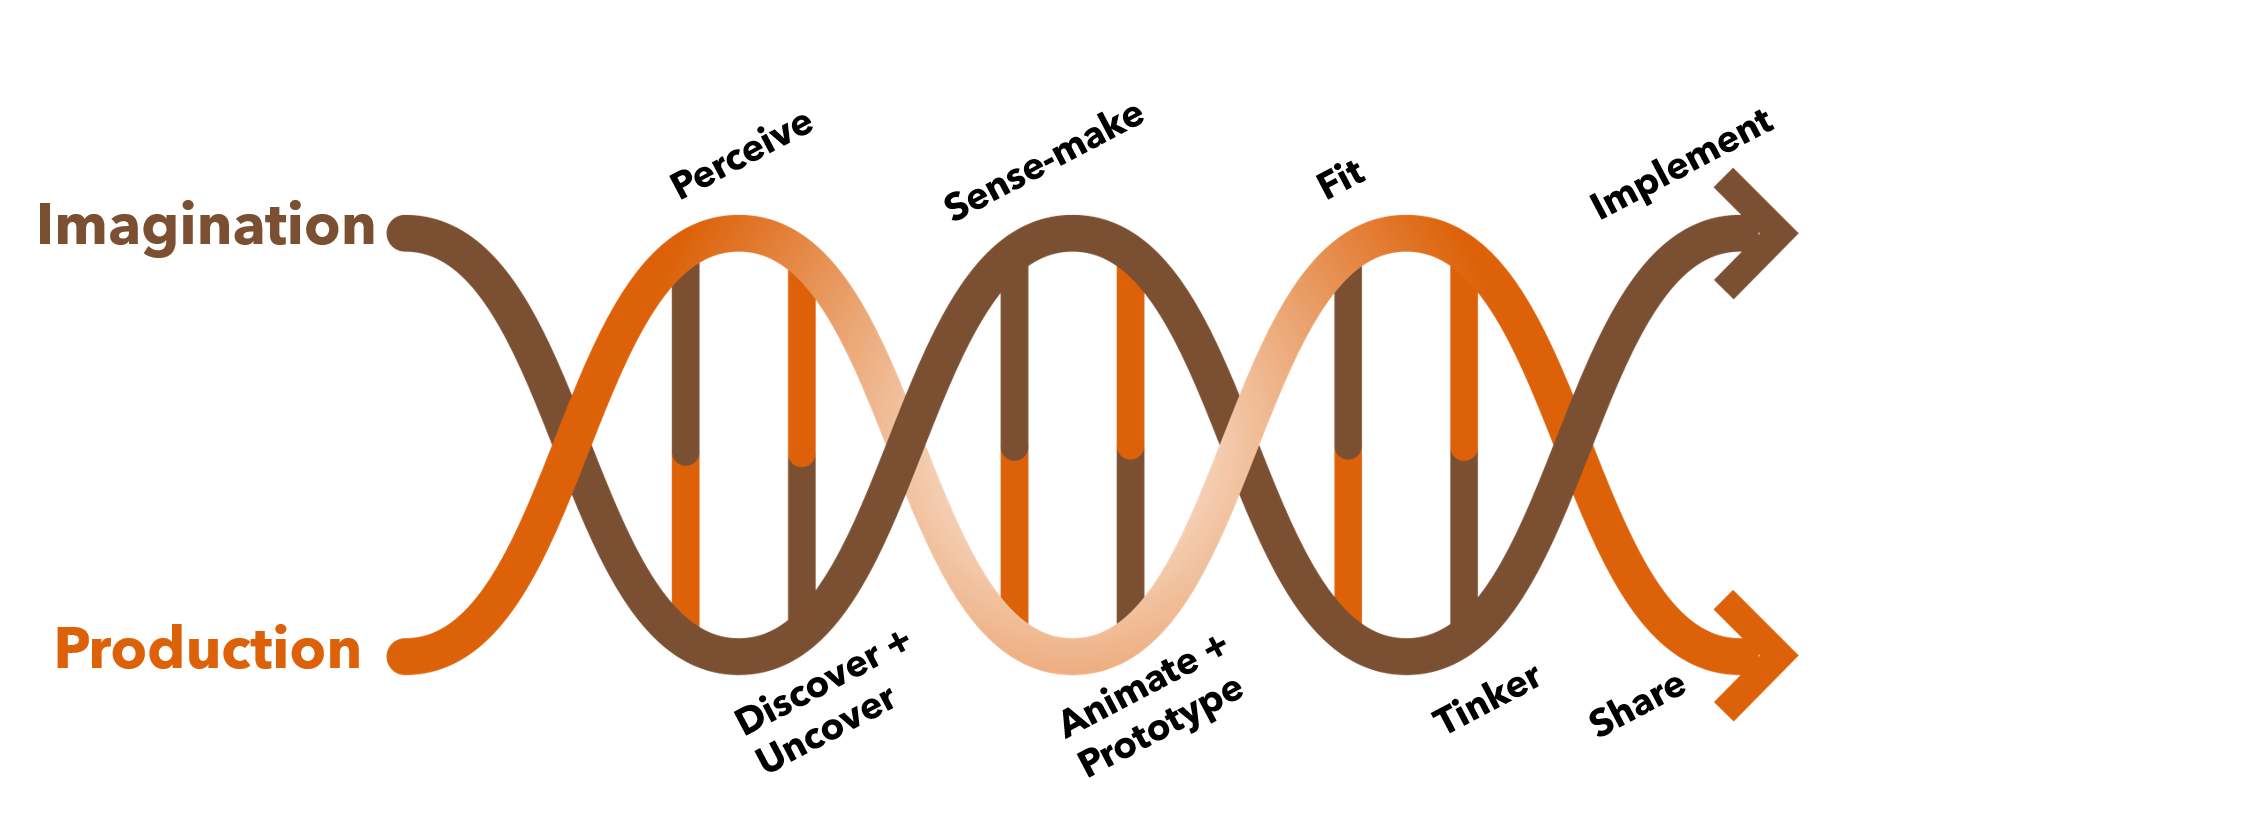 Perceive
Sense-make
Fit
Implement
Imagination
Production
Discover +
Uncover
Animate +
Prototype
Tinker
Share